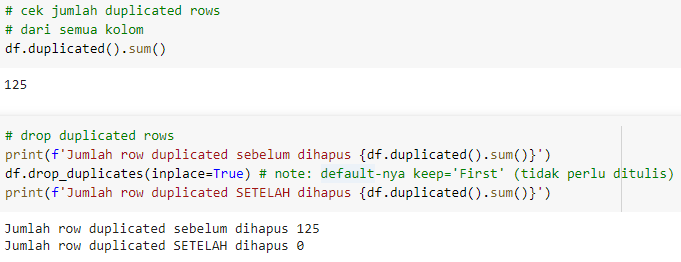 # cek jumlah duplicated rows
# dari semua kolom
df.duplicated().sum()
125
# drop duplicated rows
print(f'Jumlah row duplicated sebelum dihapus {df.duplicated().sum()}')
df.drop_duplicates(inplace=True) # note: default-nya keep='First' (tidak perlu ditulis)
print(f'Jumlah row duplicated SETELAH dihapus {df.duplicated().sum()}')
Jumlah row duplicated sebelum dihapus 125
Jumlah row duplicated SETELAH dihapus 0